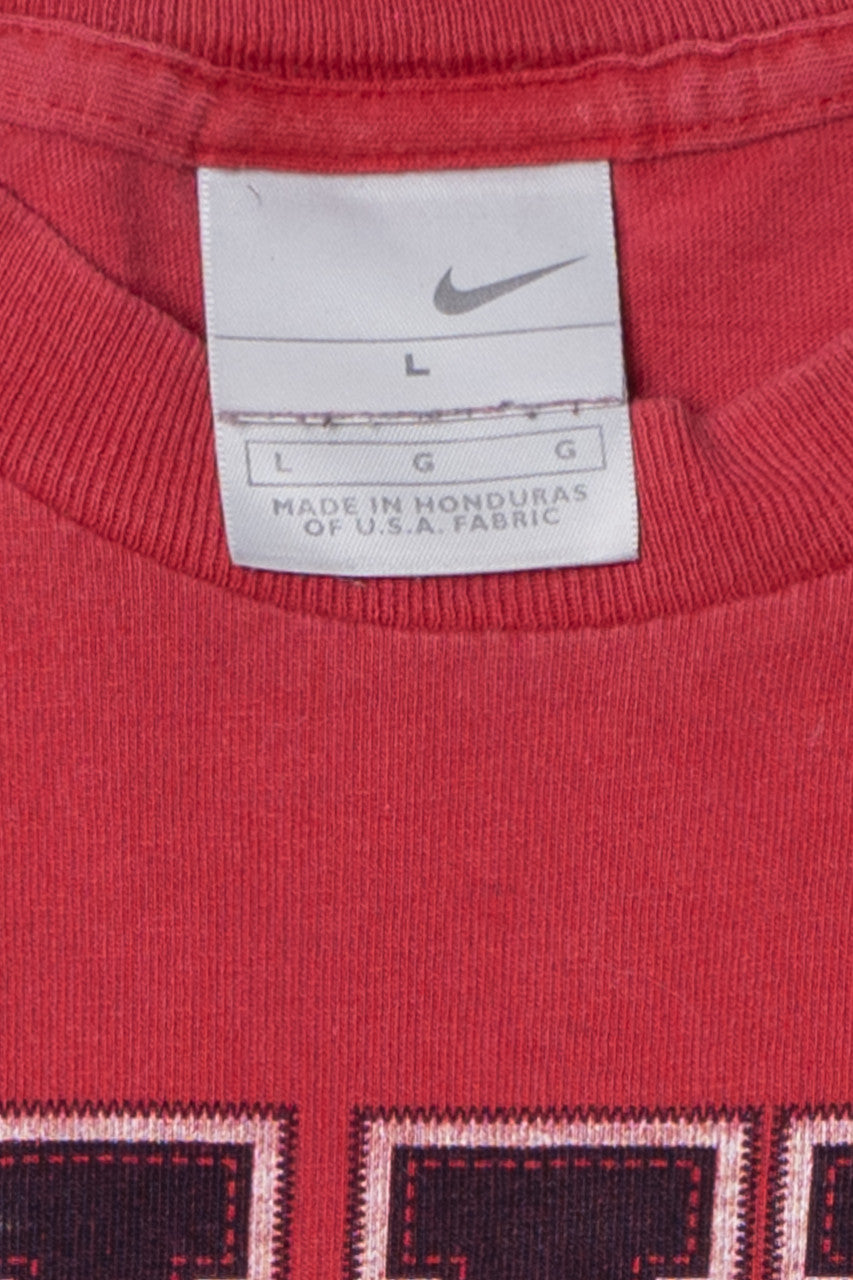 L
L G G
MADE IN HONDURAS
OF U.S.A. FABRIC